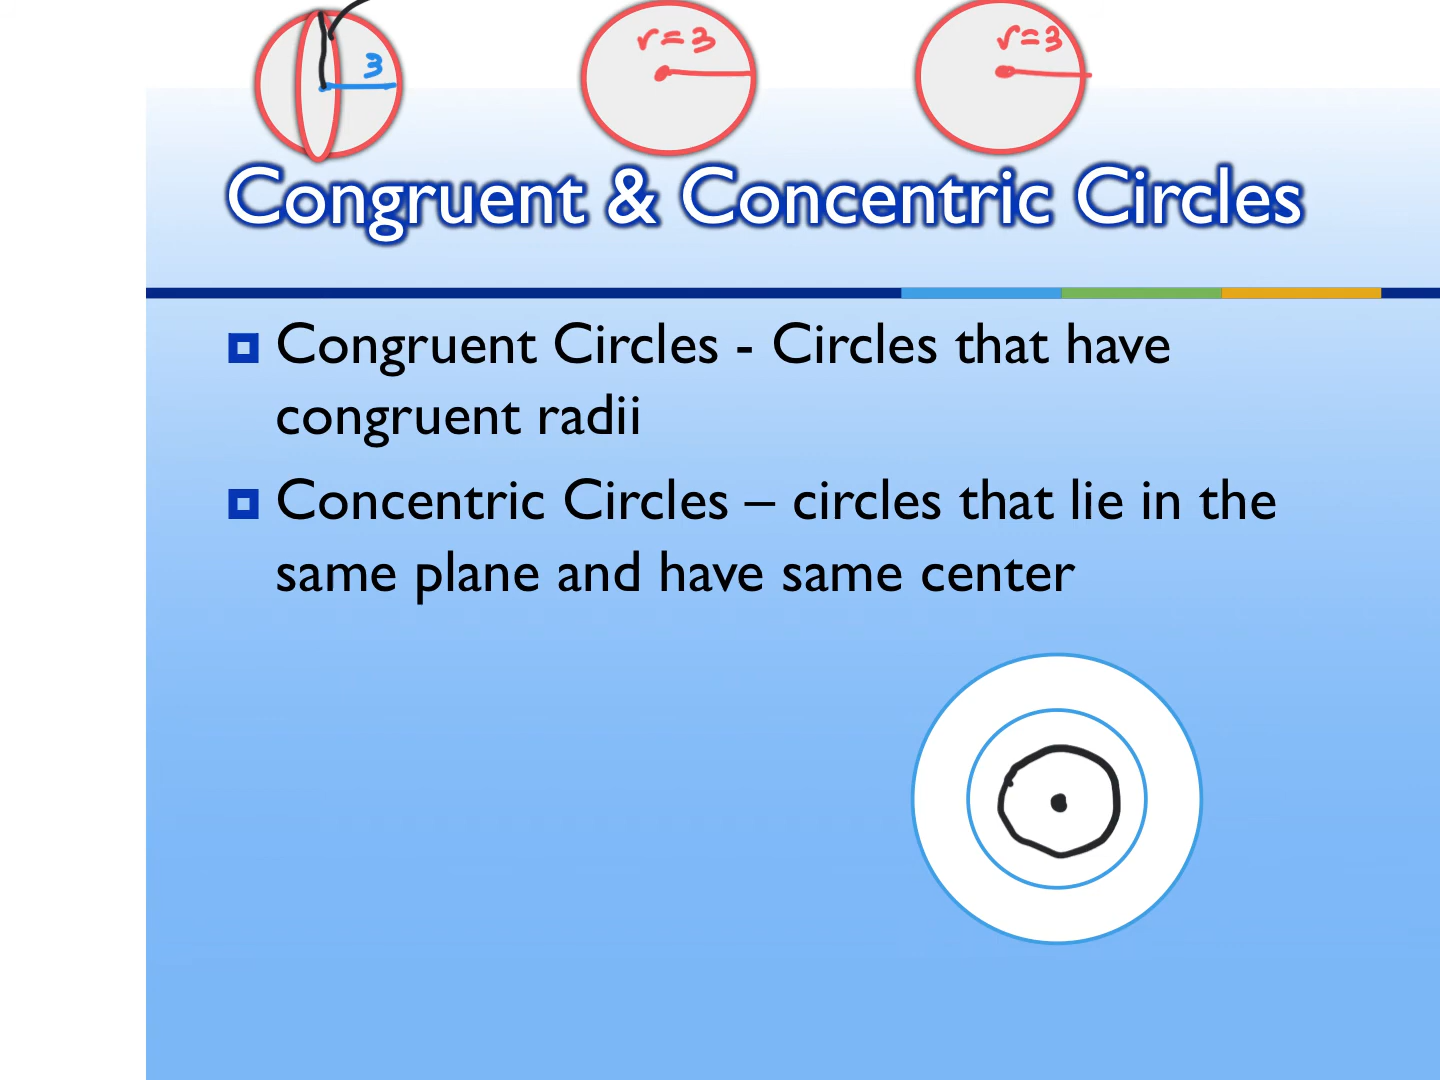 3
r=3
r=3
Congruent & Concentric Circles
Congruent Circles - Circles that have
congruent radii
Concentric Circles – circles that lie in the
same plane and have same center